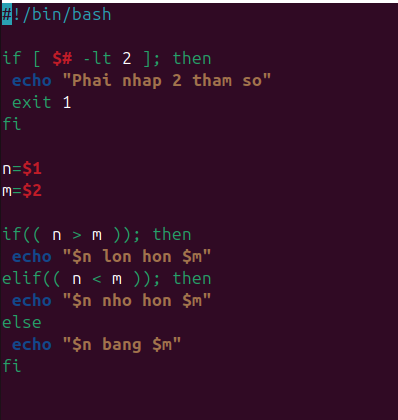 #!/bin/bash
if [ $# -lt 2 ]; then
echo "Phai nhap 2 tham so"
exit 1
fi
n=$1
m=$2
if(( n > m )); then
echo "$n lon hon $m"
elif(( n < m )); then
echo "$n nho hon $m"
else
echo "$n bang $m"
fi